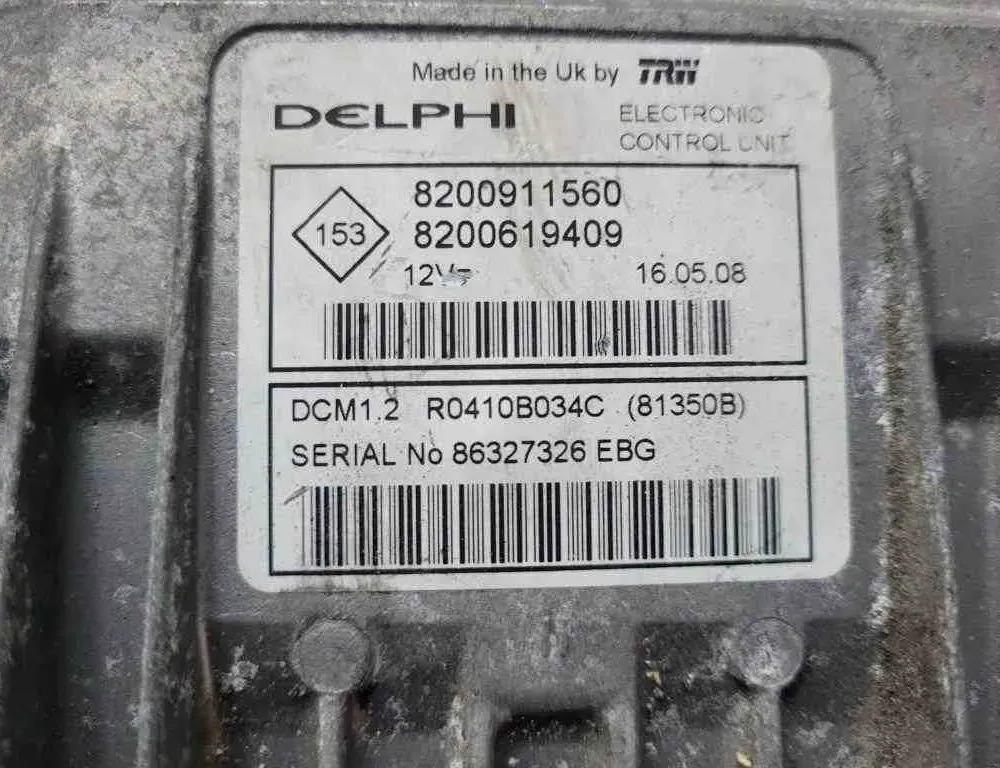 Made in the Uk by TRW
DELPHI
ELECTRONIC
CONTROL UNIT
153
8200911560
8200619409
12V
16.05.08
DCM1.2 R0410B034C (81350B)
SERIAL No 86327326 EBG